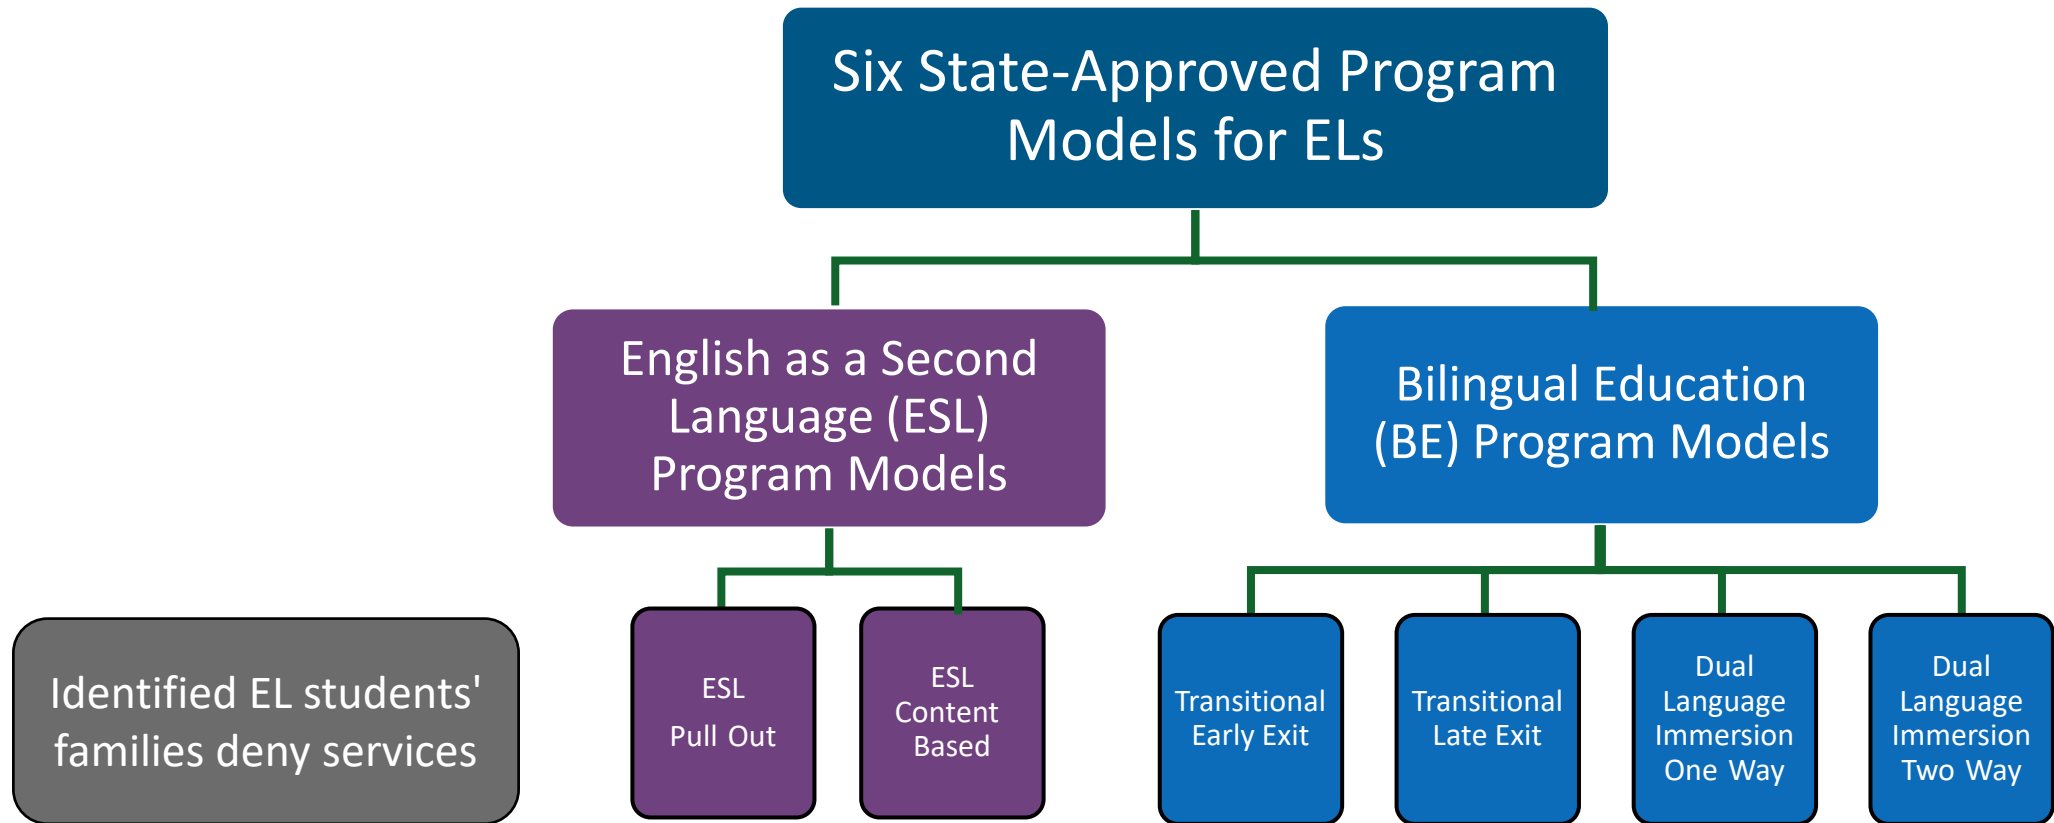 Six State-Approved Program
Models for ELs
English as a Second
Language (ESL)
Program Models
Bilingual Education
(BE) Program Models
Identified EL students'
families deny services
ESL
Pull Out
ESL
Content
Based
Transitional
Early Exit
Transitional
Late Exit
Dual
Language
Immersion
One Way
Dual
Language
Immersion
Two Way